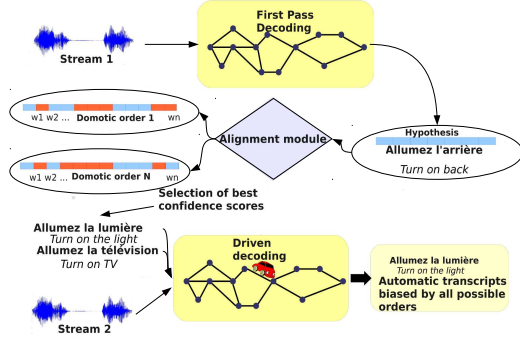 First Pass
Decoding
Stream 1
w1 w2 ... Domotic order 1 wn
Alignment module
Hypothesis
Allumez l'arrière
Turn on back
w1 w2 ... Domotic order N wn
Selection of best
confidence scores
Allumez la lumière
Turn on the light
Allumez la télévision
Turn on TV
Driven
decoding
Stream 2
Allumez la lumière
Turn on the light
Automatic transcripts
biased by all possible
orders